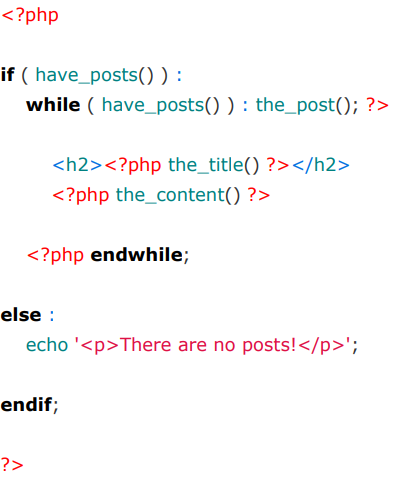 <?php
if ( have_posts() ) :
while ( have_posts() ) : the_post(); ?>
<h2><?php the_title() ?></h2>
<?php the_content() ?>
<?php endwhile;
else :
echo '<p>There are no posts!</p>';
endif;
?>